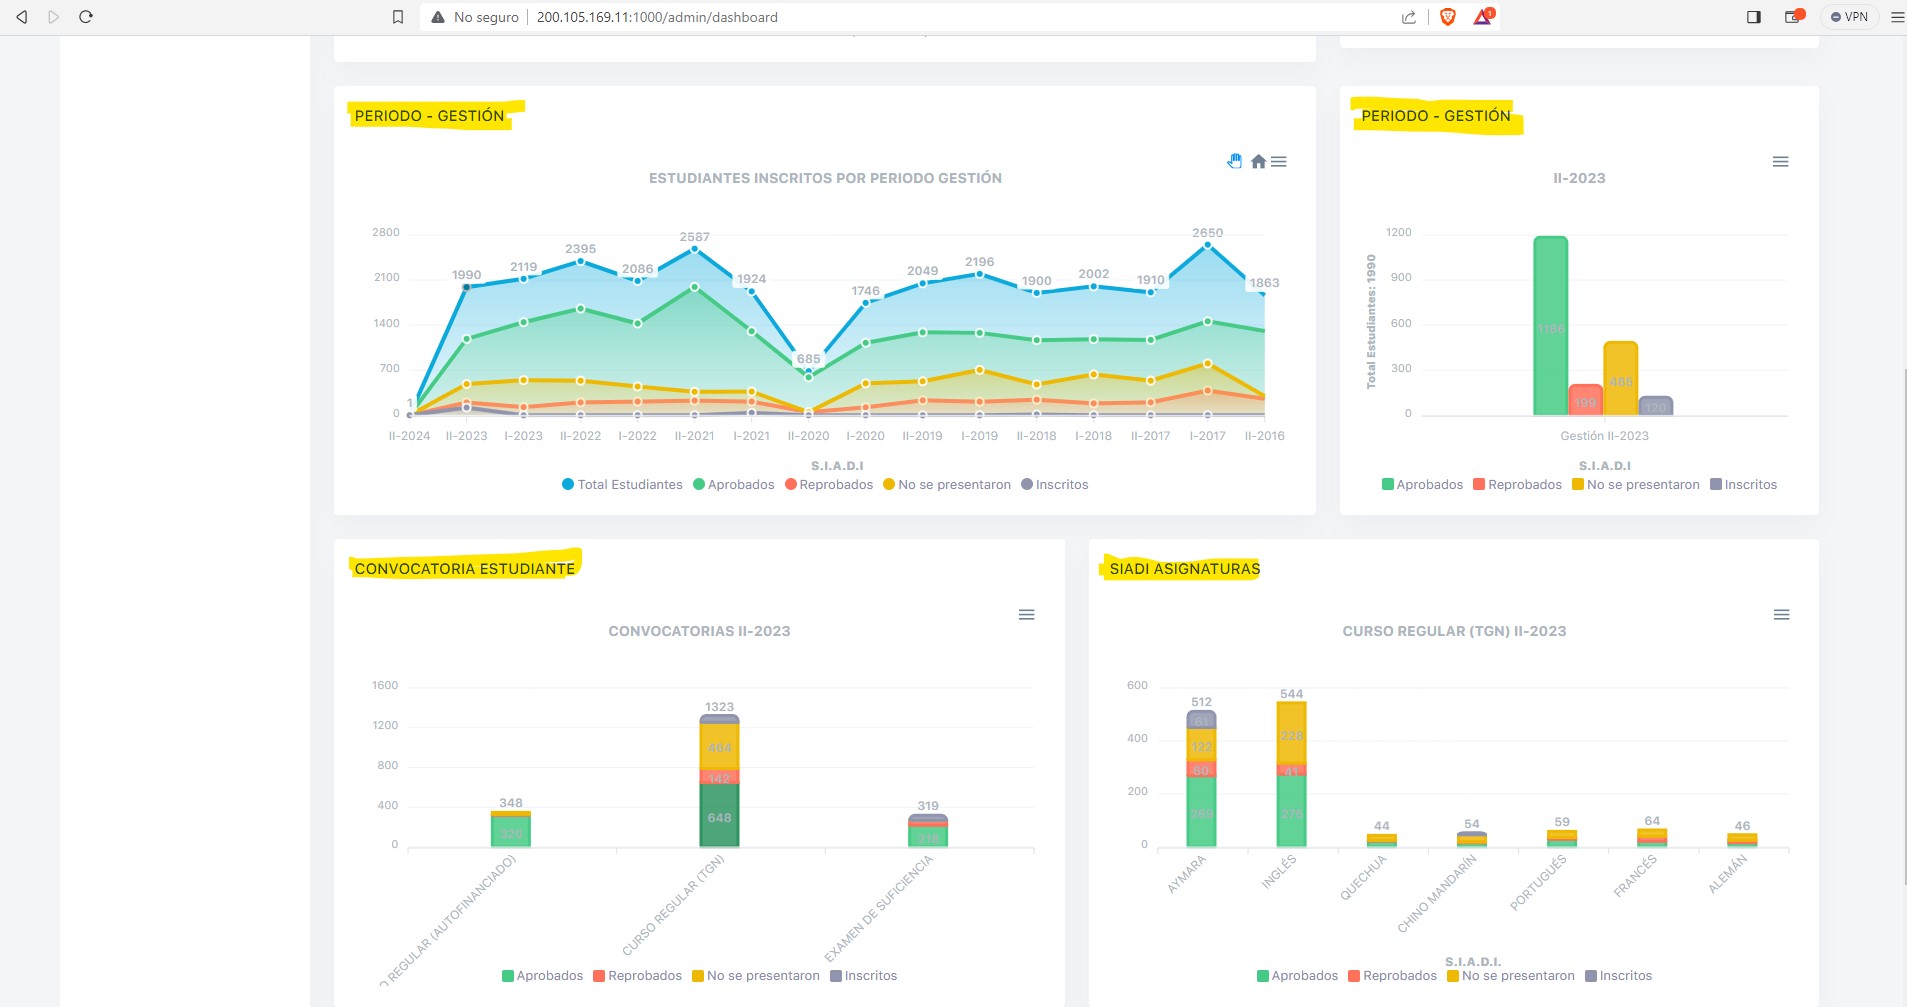 No seguro
200.105.169.11:1000/admin/dashboard
1
VPN
PERIODO - GESTIÓN
ESTUDIANTES INSCRITOS POR PERIODO GESTIÓN
2800
2100
1400
700
0
1
1990
2119
2395
2086
2587
1924
685
1746
2049
2196
1900
2002
1910
2650
1863
II-2024 II-2023 I-2023 II-2022 I-2022 II-2021 I-2021 II-2020 I-2020 II-2019 I-2019 II-2018 I-2018 II-2017 I-2017 II-2016
S.I.A.D.I
Total Estudiantes Aprobados Reprobados No se presentaron Inscritos
PERIODO - GESTIÓN
II-2023
Total Estudiantes: 1990
1200
900
600
300
0
1186
199
485
120
Gestión II-2023
S.I.A.D.I
Aprobados Reprobados No se presentaron Inscritos
CONVOCATORIA ESTUDIANTE
CONVOCATORIAS II-2023
1600
1200
800
400
0
348
320
1323
464
142
648
319
218
O REGULAR (AUTOFINANCIADO)
CURSO REGULAR (TGN)
EXAMEN DE SUFICIENCIA
Aprobados Reprobados No se presentaron Inscritos
SIADI ASIGNATURAS
CURSO REGULAR (TGN) II-2023
600
400
200
0
512
61
122
60
269
544
228
41
275
44
54
59
64
46
AYMARA
INGLÉS
QUECHUA
CHINO MANDARÍN
PORTUGUÉS
FRANCÉS
ALEMÁN
S.I.A.D.I.
Aprobados Reprobados No se presentaron Inscritos